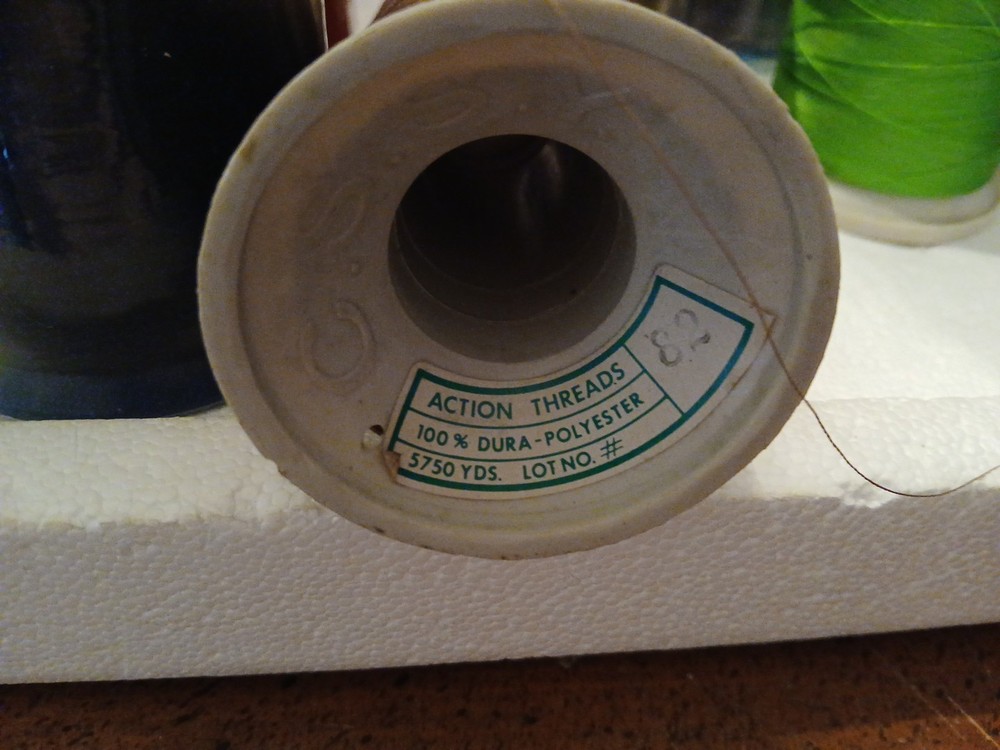 ACTION THREADS
100% DURA-POLYESTER
5750 YDS. LOT NO. #
82